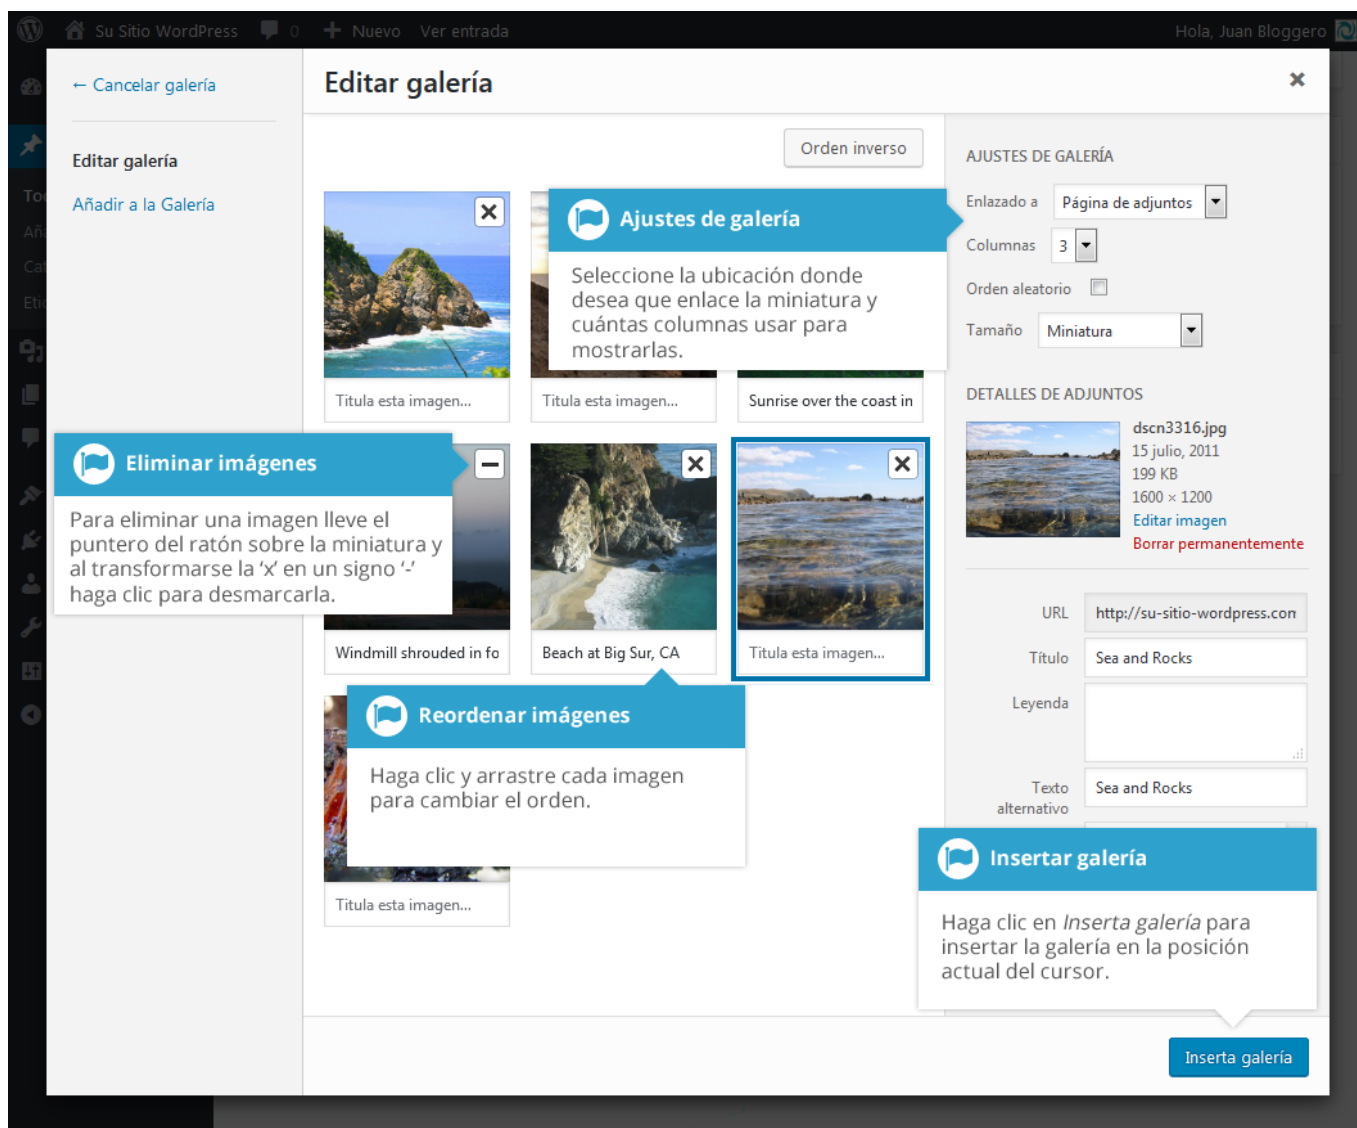 Su Sitio WordPress 0 Nuevo Ver entrada Hola, Juan Bloggero
← Cancelar galería
Editar galería
Añadir a la Galería
Editar galería
Orden inverso
Titula esta imagen...
Titula esta imagen...
Sunrise over the coast in
Ajustes de galería
Seleccione la ubicación donde
desea que enlace la miniatura y
cuántas columnas usar para
mostrarlas.
Eliminar imágenes
Para eliminar una imagen lleve el
puntero del ratón sobre la miniatura y
al transformarse la ‘x’ en un signo ‘-’
haga clic para desmarcarla.
Windmill shrouded in fo
Beach at Big Sur, CA
Titula esta imagen...
Reordenar imágenes
Haga clic y arrastre cada imagen
para cambiar el orden.
Titula esta imagen...
AJUSTES DE GALERÍA
Enlazado a Página de adjuntos
Columnas 3
Orden aleatorio
Tamaño Miniatura
DETALLES DE ADJUNTOS
dscn3316.jpg
15 julio, 2011
199 KB
1600 × 1200
Editar imagen
Borrar permanentemente
URL http://su-sitio-wordpress.com
Título Sea and Rocks
Leyenda
Texto
alternativo
Sea and Rocks
Insertar galería
Haga clic en Inserta galería para
insertar la galería en la posición
actual del cursor.
Inserta galería